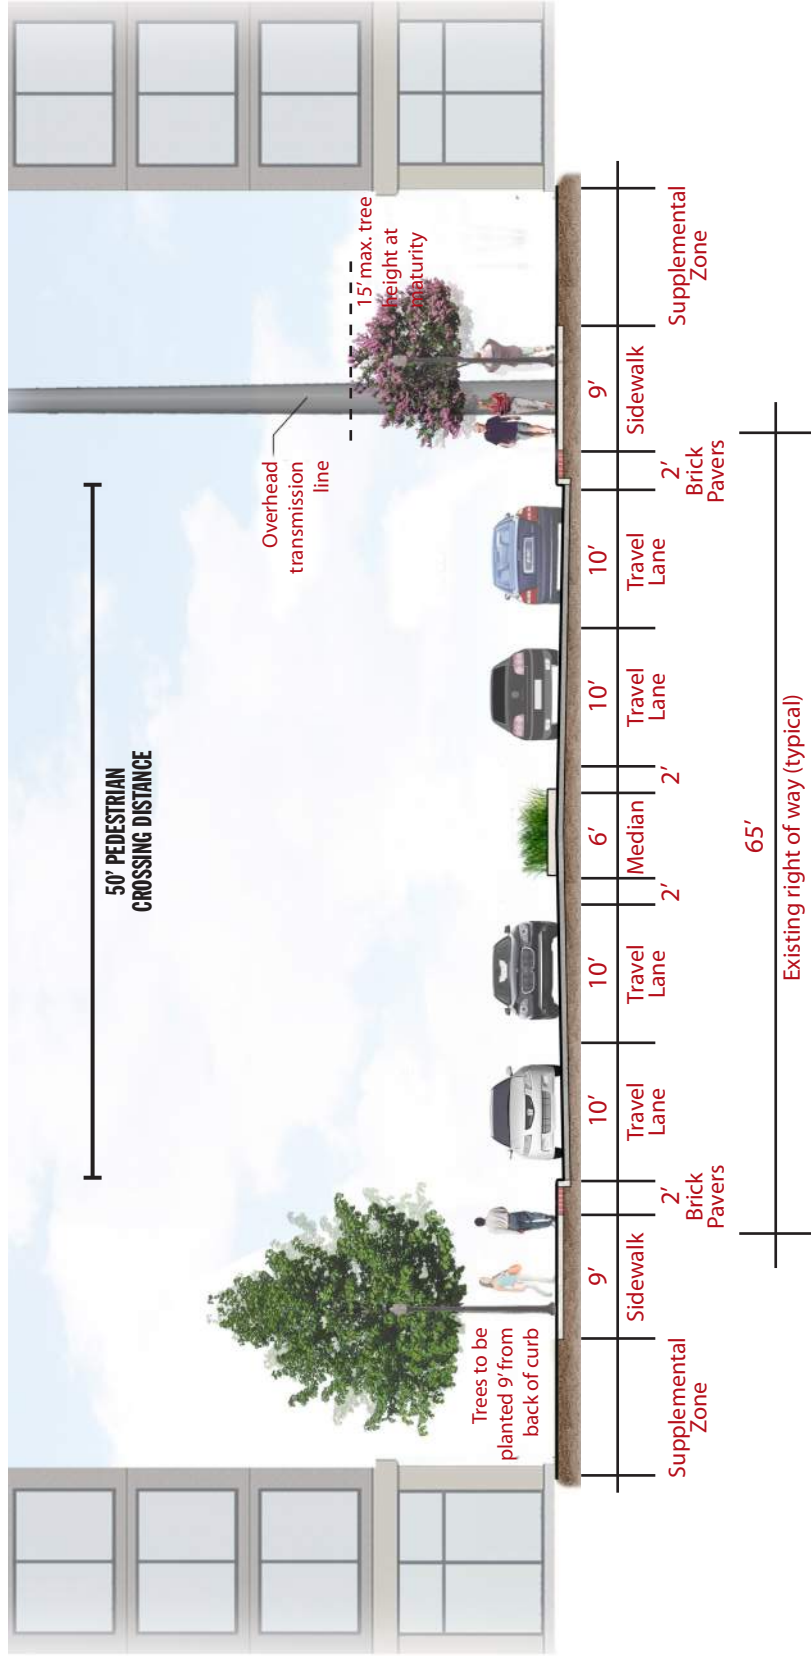 50' PEDESTRIAN
CROSSING DISTANCE
Overhead
transmission
line
15' max. tree
height at
maturity
Trees to be
planted 9' from
back of curb
Supplemental
Zone
9'
Sidewalk
2'
Brick
Pavers
10'
Travel
Lane
10'
Travel
Lane
2'
6'
Median
2'
10'
Travel
Lane
10'
Travel
Lane
2'
Brick
Pavers
9'
Sidewalk
Supplemental
Zone
65'
Existing right of way (typical)